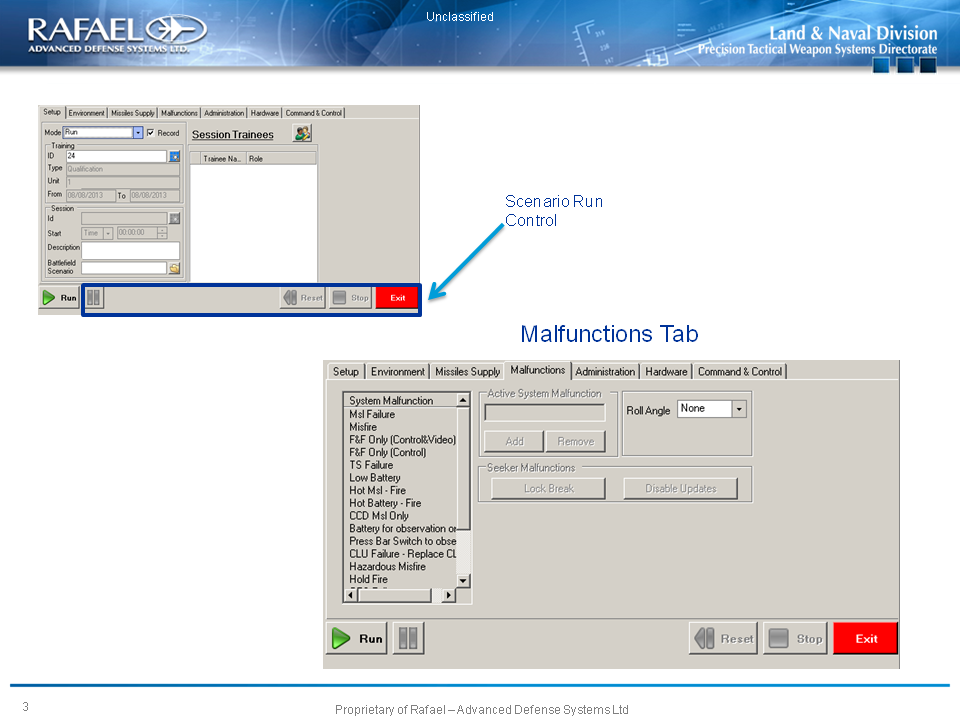 Unclassified
RAFAEL
ADVANCED DEFENSE SYSTEMS LTD.
Land & Naval Division
Precision Tactical Weapon Systems Directorate
Setup Environment Missiles Supply Malfunctions Administration Hardware Command & Control
Mode Run Record
Session Trainees
Training
ID 24
Type Qualification
Unit 1
From 08/08/2013 To 08/08/2013
Trainee Na... Role
Session
Id
Start Time 00:00:00
Description
Battlefield
Scenario
Run Reset Stop Exit
Scenario Run
Control
Malfunctions Tab
Setup Environment Missiles Supply Malfunctions Administration Hardware Command & Control
System Malfunction
Msl Failure
Misfire
F&F Only (Control&Video)
F&F Only (Control)
TS Failure
Low Battery
Hot Msl - Fire
Hot Battery - Fire
CCD Msl Only
Battery for observation or
Press Bar Switch to obse
CLU Failure - Replace CL
Hazardous Misfire
Hold Fire
Active System Malfunction
Add Remove
Roll Angle None
Seeker Malfunctions
Lock Break Disable Updates
Run Reset Stop Exit
3
Proprietary of Rafael – Advanced Defense Systems Ltd